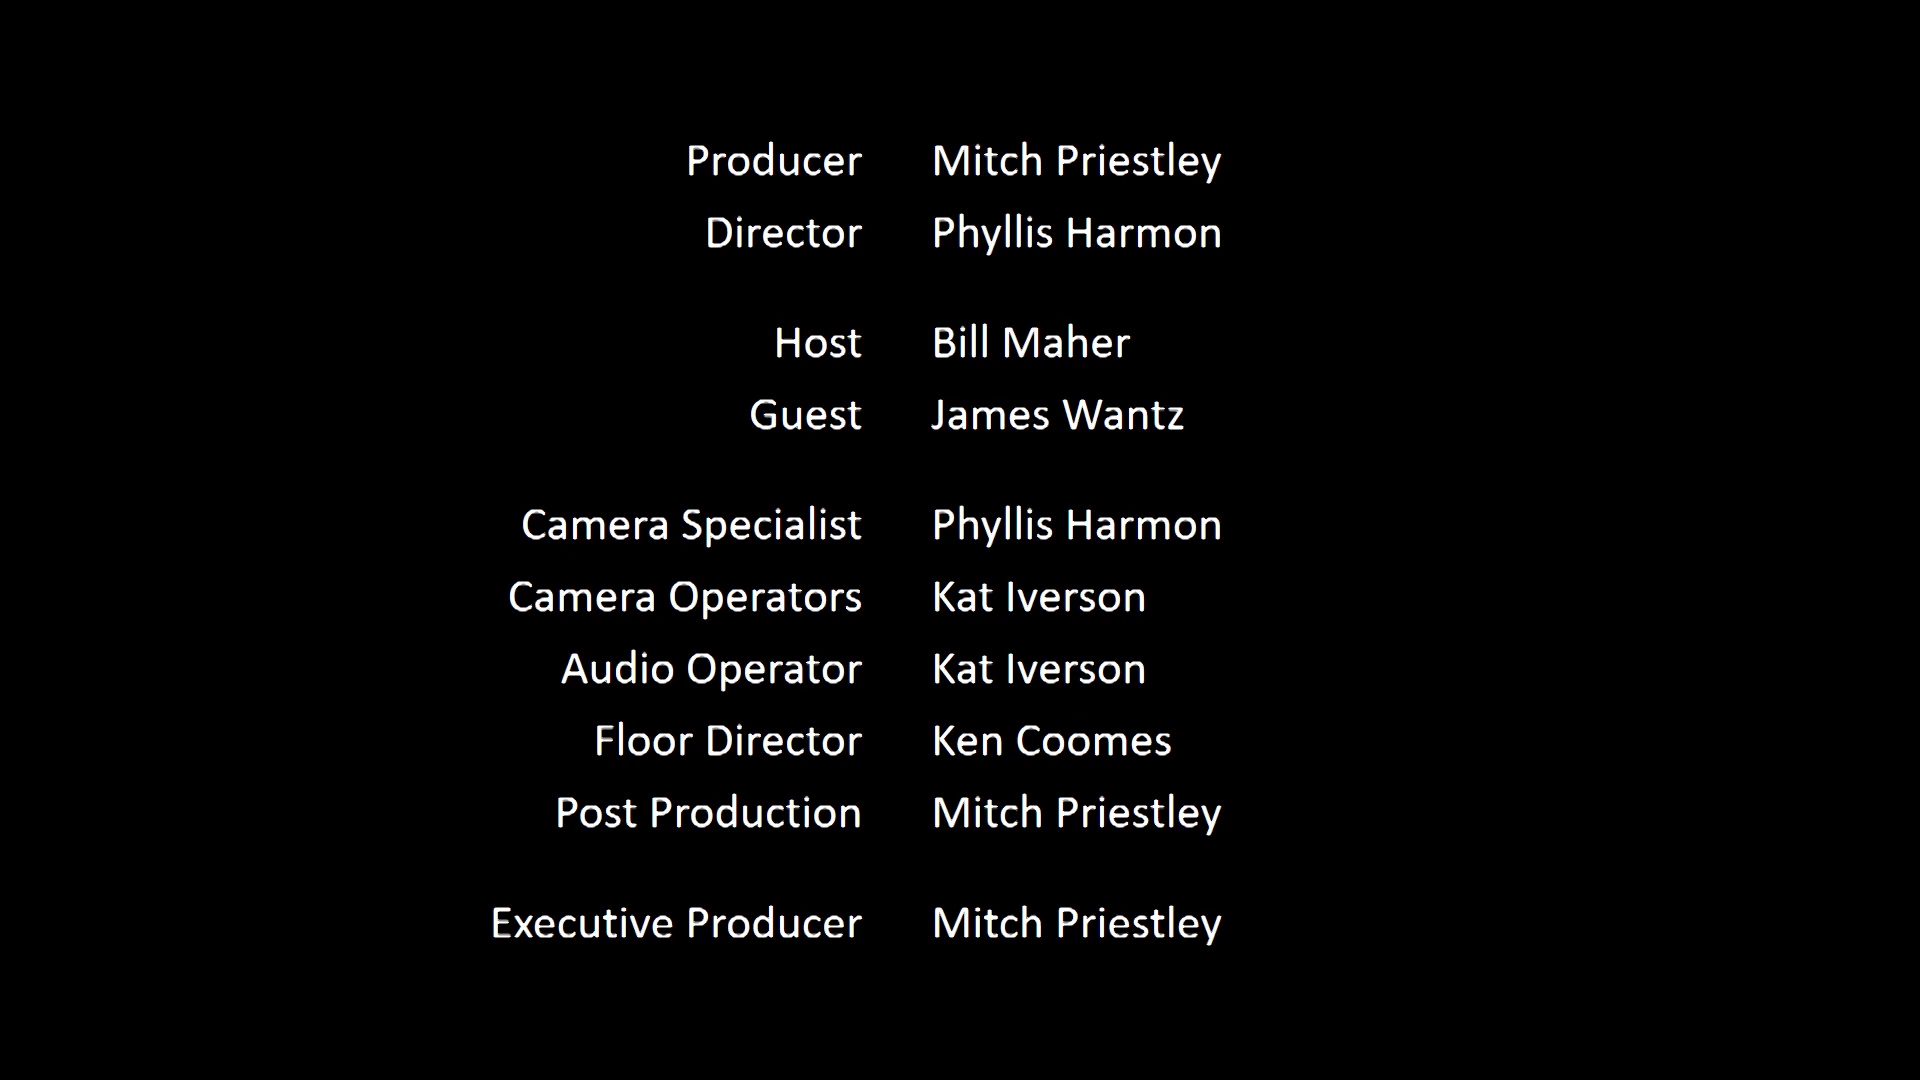 Producer Mitch Priestley
Director Phyllis Harmon
Host Bill Maher
Guest James Wantz
Camera Specialist Phyllis Harmon
Camera Operators Kat Iverson
Audio Operator Kat Iverson
Floor Director Ken Coomes
Post Production Mitch Priestley
Executive Producer Mitch Priestley